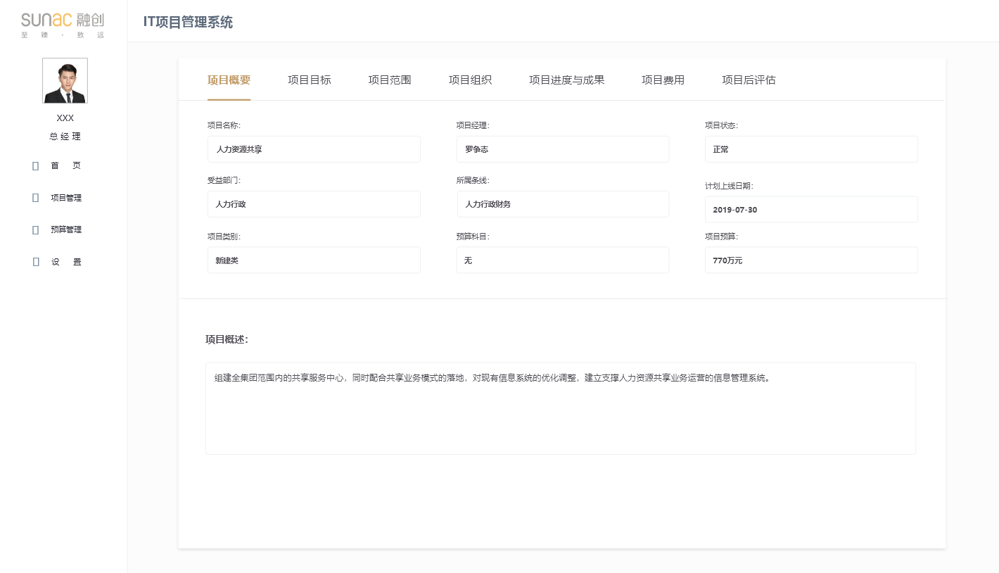 sunac 融创
至 臻 · 致 远
IT项目管理系统
XXX
总 经 理
首 页
项目管理
预算管理
设 置
项目概要 项目目标 项目范围 项目组织 项目进度与成果 项目费用 项目后评估
项目名称: 项目经理: 项目状态:
人力资源共享 罗争志 正常
受益部门: 所属条线: 计划上线日期:
人力行政 人力行政财务 2019-07-30
项目类别: 预算科目: 项目预算:
新建类 无 770万元
项目概述:
组建全集团范围内的共享服务中心，同时配合共享业务模式的落地，对现有信息系统的优化调整，建立支撑人力资源共享业务运营的信息管理系统。